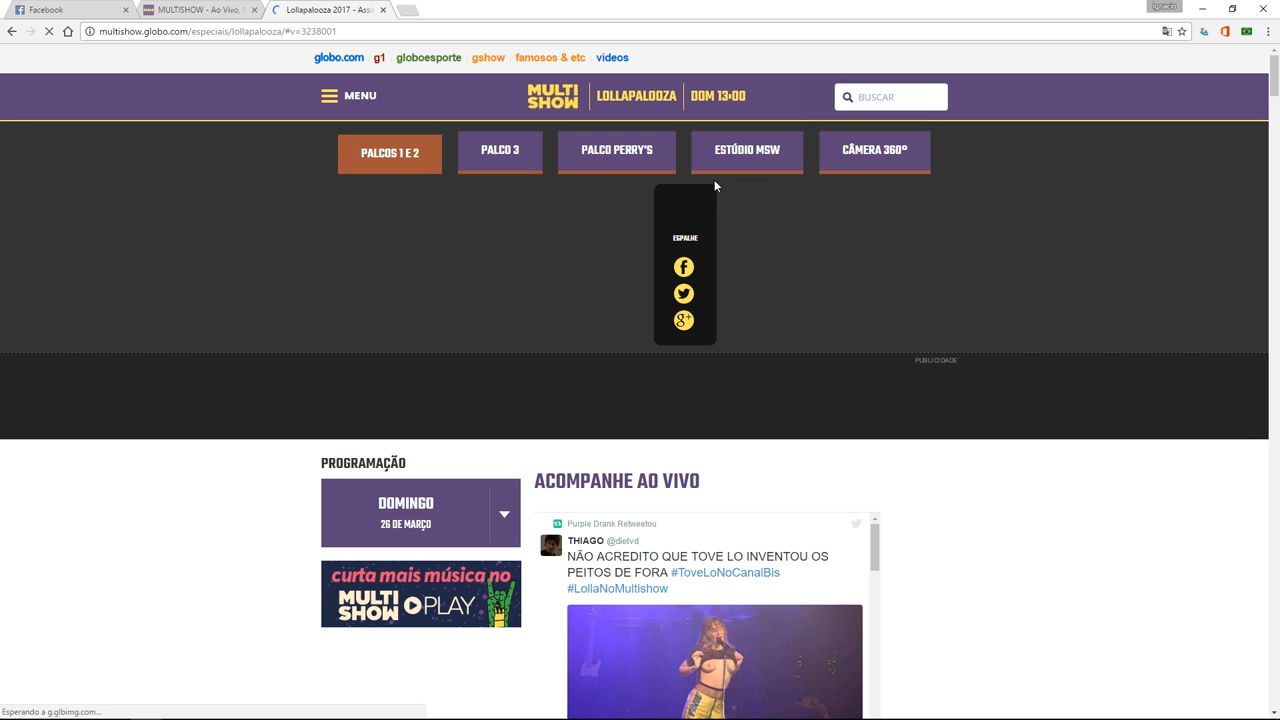 Ignacio
Facebook
MULTISHOW - Ao Vivo,
Lollapalooza 2017 - Assi
multishow.globo.com/especiais/lollapalooza/#v=3238001
globo.com g1 globoesporte gshow famosos & etc videos
MENU
MULTI SHOW
LOLLAPALOOZA
DOM 13:00
BUSCAR
PALCOS 1 E 2
PALCO 3
PALCO PERRY'S
ESTÚDIO MSW
CÂMERA 360º
ESPALHE
PUBLICIDADE
PROGRAMAÇÃO
DOMINGO
26 DE MARÇO
curta mais música no
MULTI SHOW PLAY
ACOMPANHE AO VIVO
Purple Drank Retweetou
THIAGO @dietvd
NÃO ACREDITO QUE TOVE LO INVENTOU OS
PEITOS DE FORA #ToveLoNoCanalBis
#LollaNoMultishow
Esperando a g.glbimg.com...